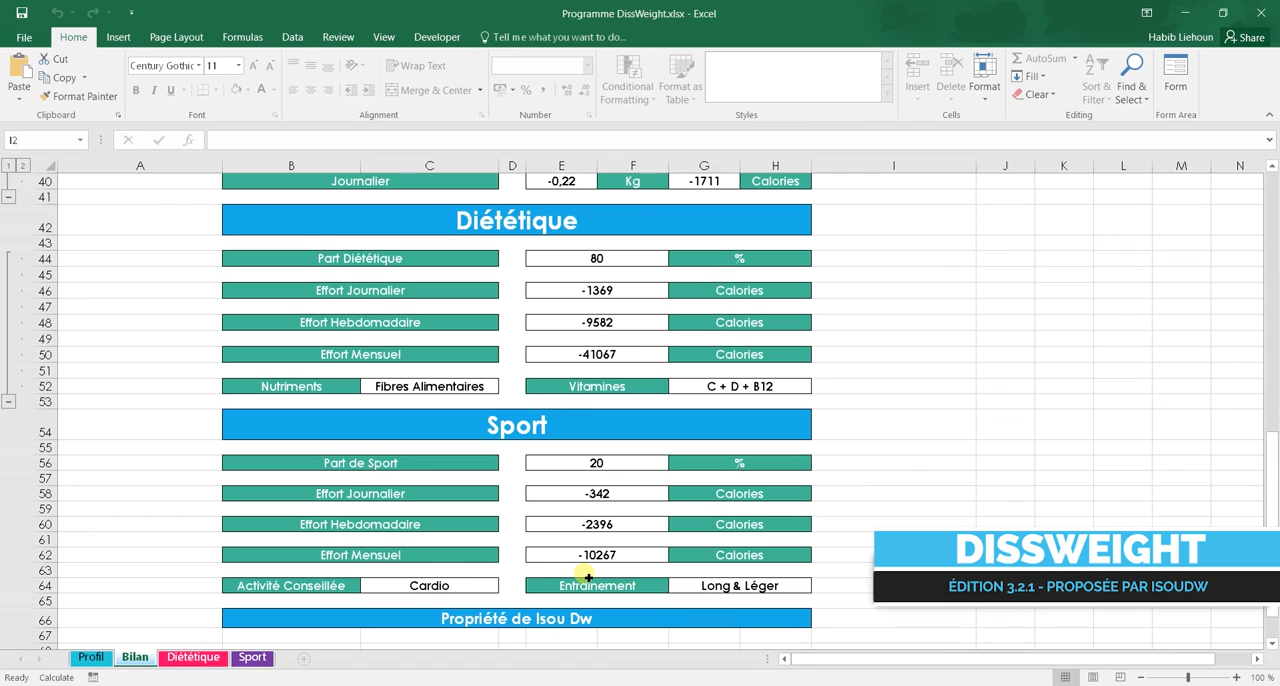 Programme DissWeight.xlsx - Excel
File Home Insert Page Layout Formulas Data Review View Developer Tell me what you want to do... Habib Liehoun Share
Paste Cut Copy Format Painter Clipboard
Century Gothic 11 B I U A Font
Wrap Text Merge & Center Alignment
% Number
Conditional Formatting Format as Table Styles
Insert Delete Format Cells
AutoSum Fill Clear Sort & Filter Find & Select Editing
Form Form Area
I2 fx
1 2 A B C D E F G H I J K L M N
40 Journalier -0,22 Kg -1711 Calories
41
42 Diététique
43
44 Part Diététique 80 %
45
46 Effort Journalier -1369 Calories
47
48 Effort Hebdomadaire -9582 Calories
49
50 Effort Mensuel -41067 Calories
51
52 Nutriments Fibres Alimentaires Vitamines C + D + B12
53
54 Sport
55
56 Part de Sport 20 %
57
58 Effort Journalier -342 Calories
59
60 Effort Hebdomadaire -2396 Calories
61
62 Effort Mensuel -10267 Calories
63
64 Activité Conseillée Cardio Entraînement Long & Léger
65
66 Propriété de Isou Dw
67
DISSWEIGHT
ÉDITION 3.2.1 - PROPOSÉE PAR ISOUDW
Profil Bilan Diététique Sport
Ready Calculate 100 %